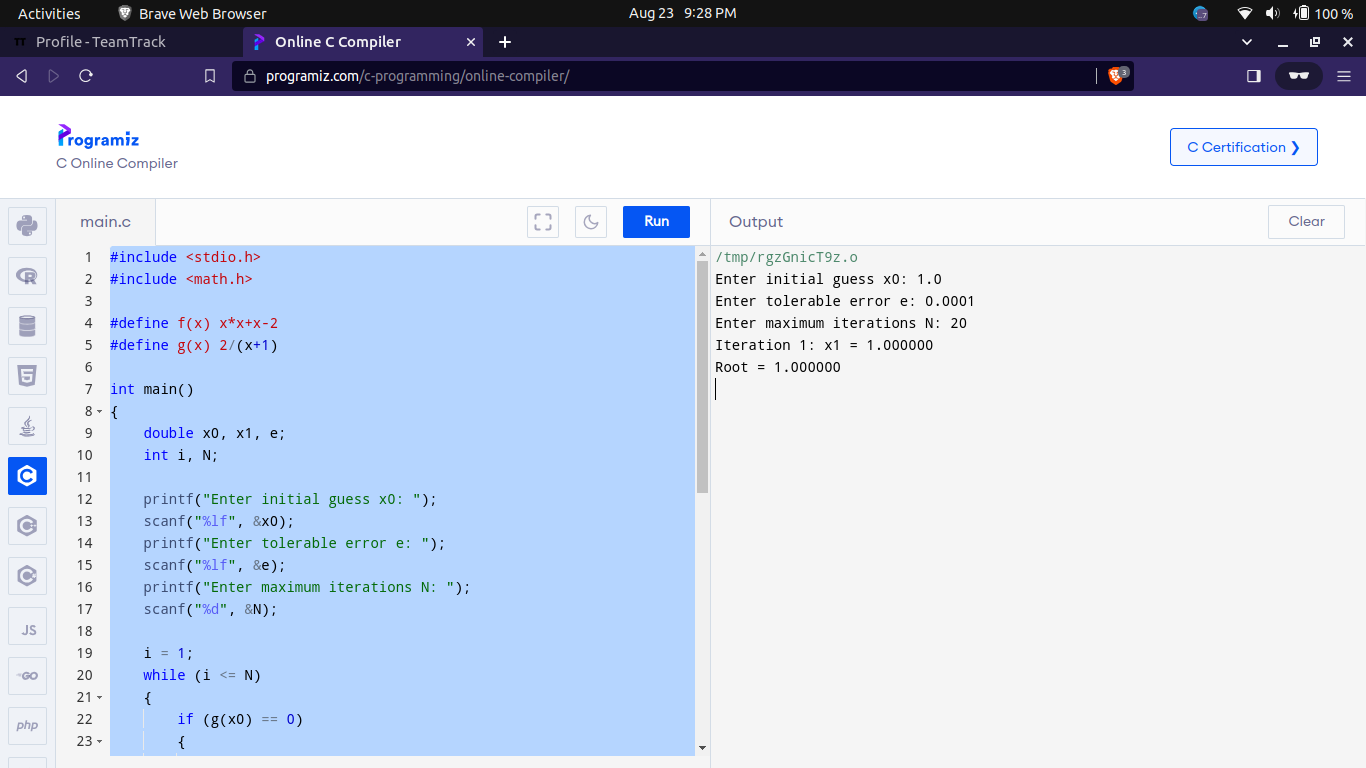 Activities Brave Web Browser Aug 23 9:28 PM 100 %
TT Profile - TeamTrack Online C Compiler
programiz.com/c-programming/online-compiler/ 3
Programiz
C Online Compiler
C Certification ❯
main.c Run Output Clear
1 #include <stdio.h>
2 #include <math.h>
3
4 #define f(x) x*x+x-2
5 #define g(x) 2/(x+1)
6
7 int main()
8 {
9 double x0, x1, e;
10 int i, N;
11
12 printf("Enter initial guess x0: ");
13 scanf("%lf", &x0);
14 printf("Enter tolerable error e: ");
15 scanf("%lf", &e);
16 printf("Enter maximum iterations N: ");
17 scanf("%d", &N);
18
19 i = 1;
20 while (i <= N)
21 {
22 if (g(x0) == 0)
23 {
/tmp/rgzGnicT9z.o
Enter initial guess x0: 1.0
Enter tolerable error e: 0.0001
Enter maximum iterations N: 20
Iteration 1: x1 = 1.000000
Root = 1.000000
R
5
C
C
C
JS
GO
php